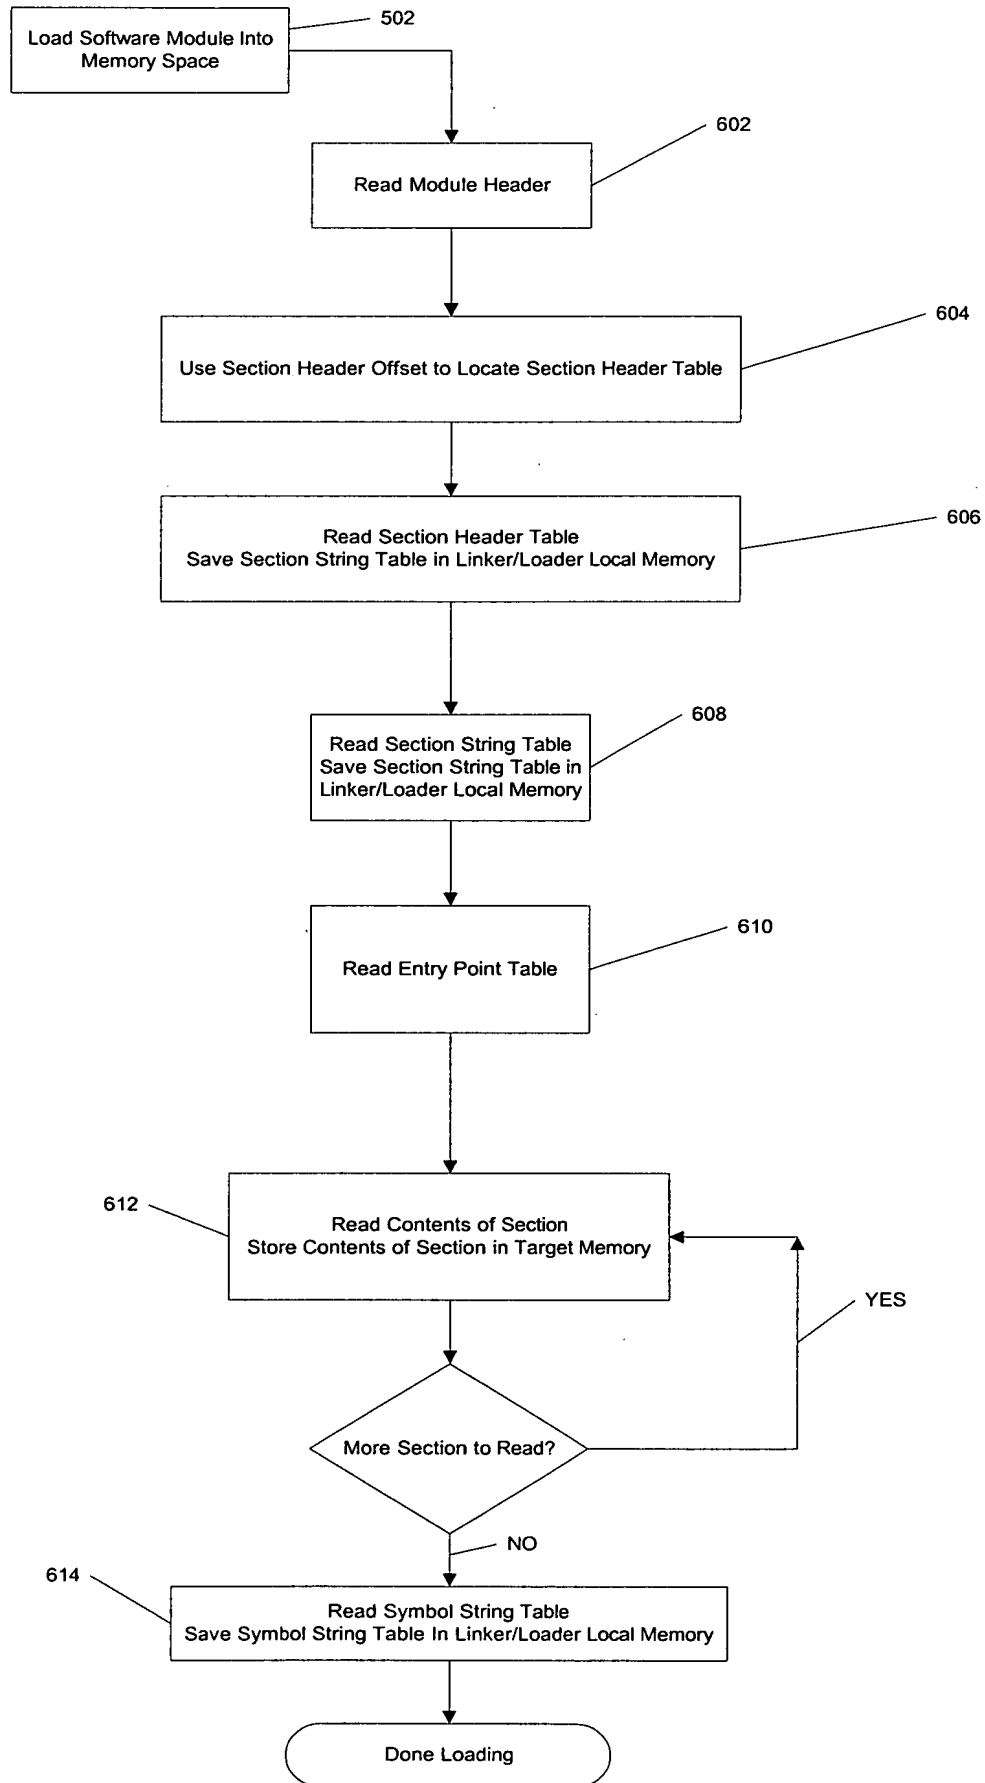 502
Load Software Module Into
Memory Space
602
Read Module Header
604
Use Section Header Offset to Locate Section Header Table
606
Read Section Header Table
Save Section String Table in Linker/Loader Local Memory
608
Read Section String Table
Save Section String Table in
Linker/Loader Local Memory
610
Read Entry Point Table
612
Read Contents of Section
Store Contents of Section in Target Memory
YES
More Section to Read?
NO
614
Read Symbol String Table
Save Symbol String Table In Linker/Loader Local Memory
Done Loading